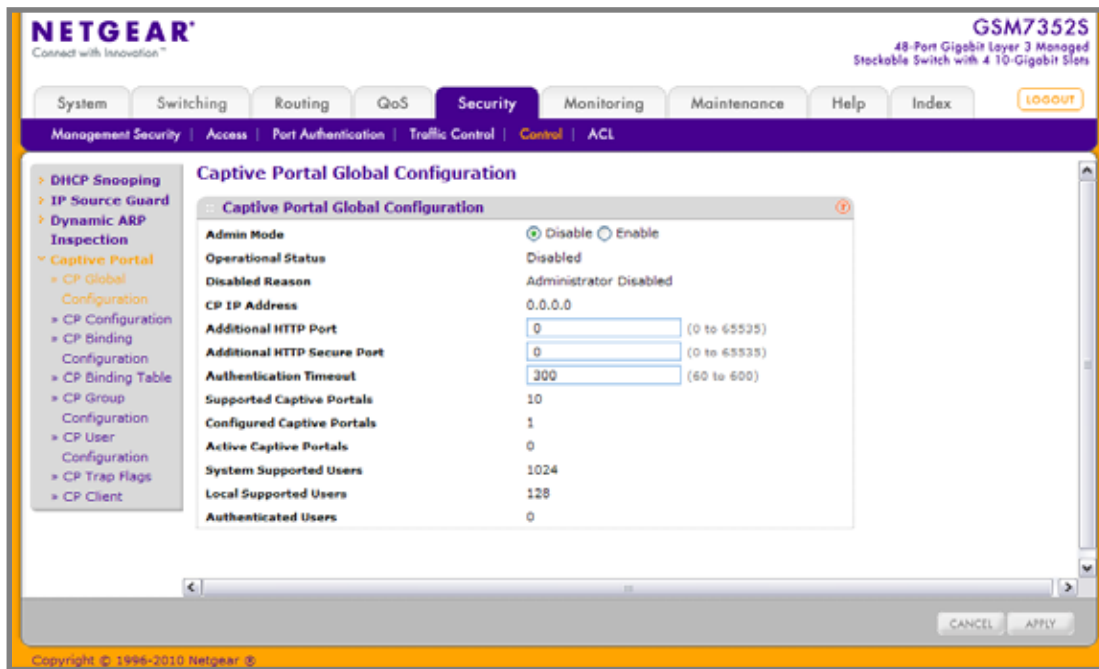 NETGEAR®
Connect with Innovation™
GSM7352S
48-Port Gigabit Layer 3 Managed
Stackable Switch with 4 10-Gigabit Slots
System Switching Routing QoS Security Monitoring Maintenance Help Index LOGOUT
Management Security | Access | Port Authentication | Traffic Control | Control | ACL
DHCP Snooping
IP Source Guard
Dynamic ARP
Inspection
Captive Portal
» CP Global
Configuration
» CP Configuration
» CP Binding
Configuration
» CP Binding Table
» CP Group
Configuration
» CP User
Configuration
» CP Trap Flags
» CP Client
Captive Portal Global Configuration
:: Captive Portal Global Configuration ?
Admin Mode Disable Enable
Operational Status Disabled
Disabled Reason Administrator Disabled
CP IP Address 0.0.0.0
Additional HTTP Port 0 (0 to 65535)
Additional HTTP Secure Port 0 (0 to 65535)
Authentication Timeout 300 (60 to 600)
Supported Captive Portals 10
Configured Captive Portals 1
Active Captive Portals 0
System Supported Users 1024
Local Supported Users 128
Authenticated Users 0
CANCEL APPLY
Copyright © 1996-2010 Netgear ®